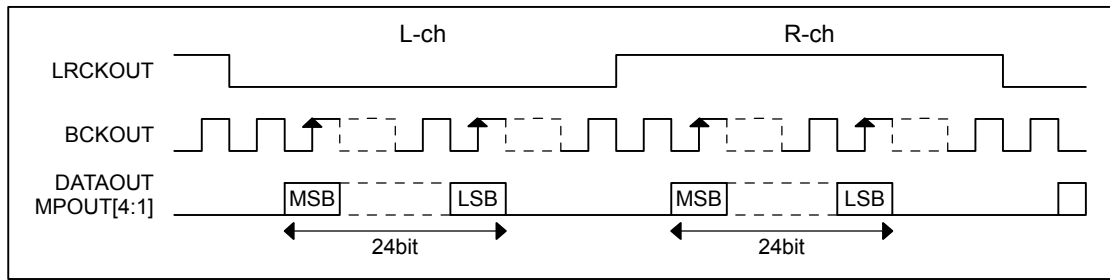 L-ch R-ch
LRCKOUT
BCKOUT
DATAOUT
MPOUT[4:1]
MSB LSB MSB LSB
24bit 24bit